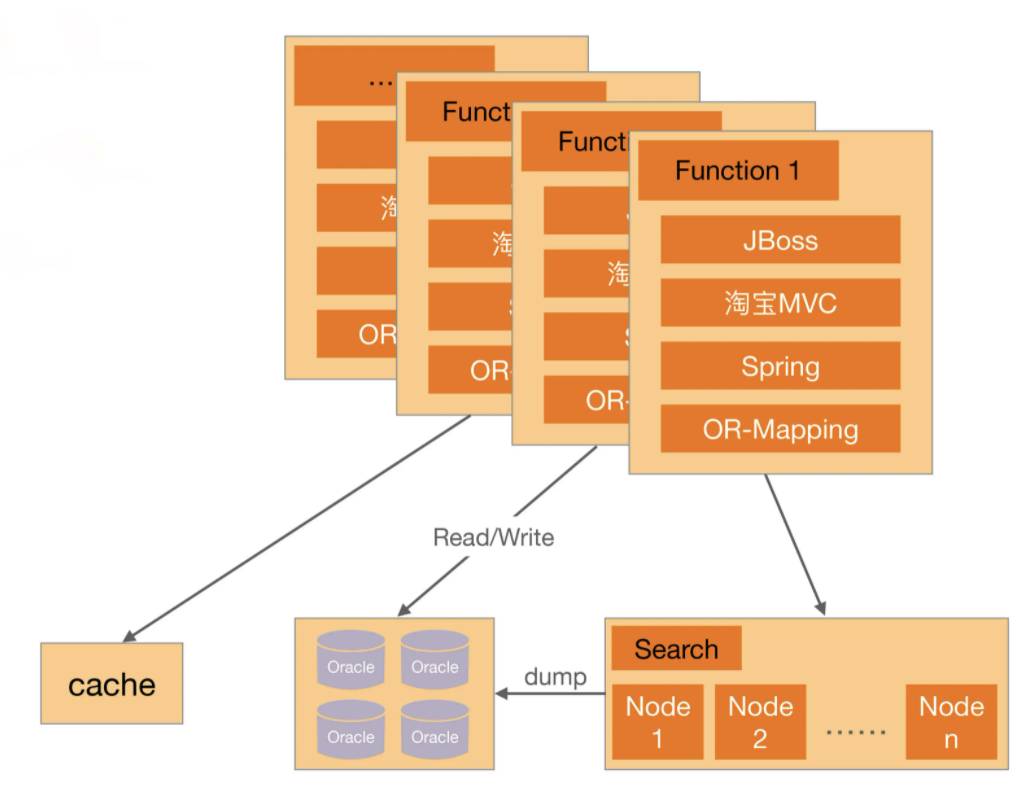 ...
Funct
Functi
Function 1
JBoss
淘宝MVC
Spring
OR-Mapping
淘
OR
淘
OR-
淘
OR-
Read/Write
cache
Oracle
Oracle
Oracle
Oracle
dump
Search
Node
1
Node
2
......
Node
n